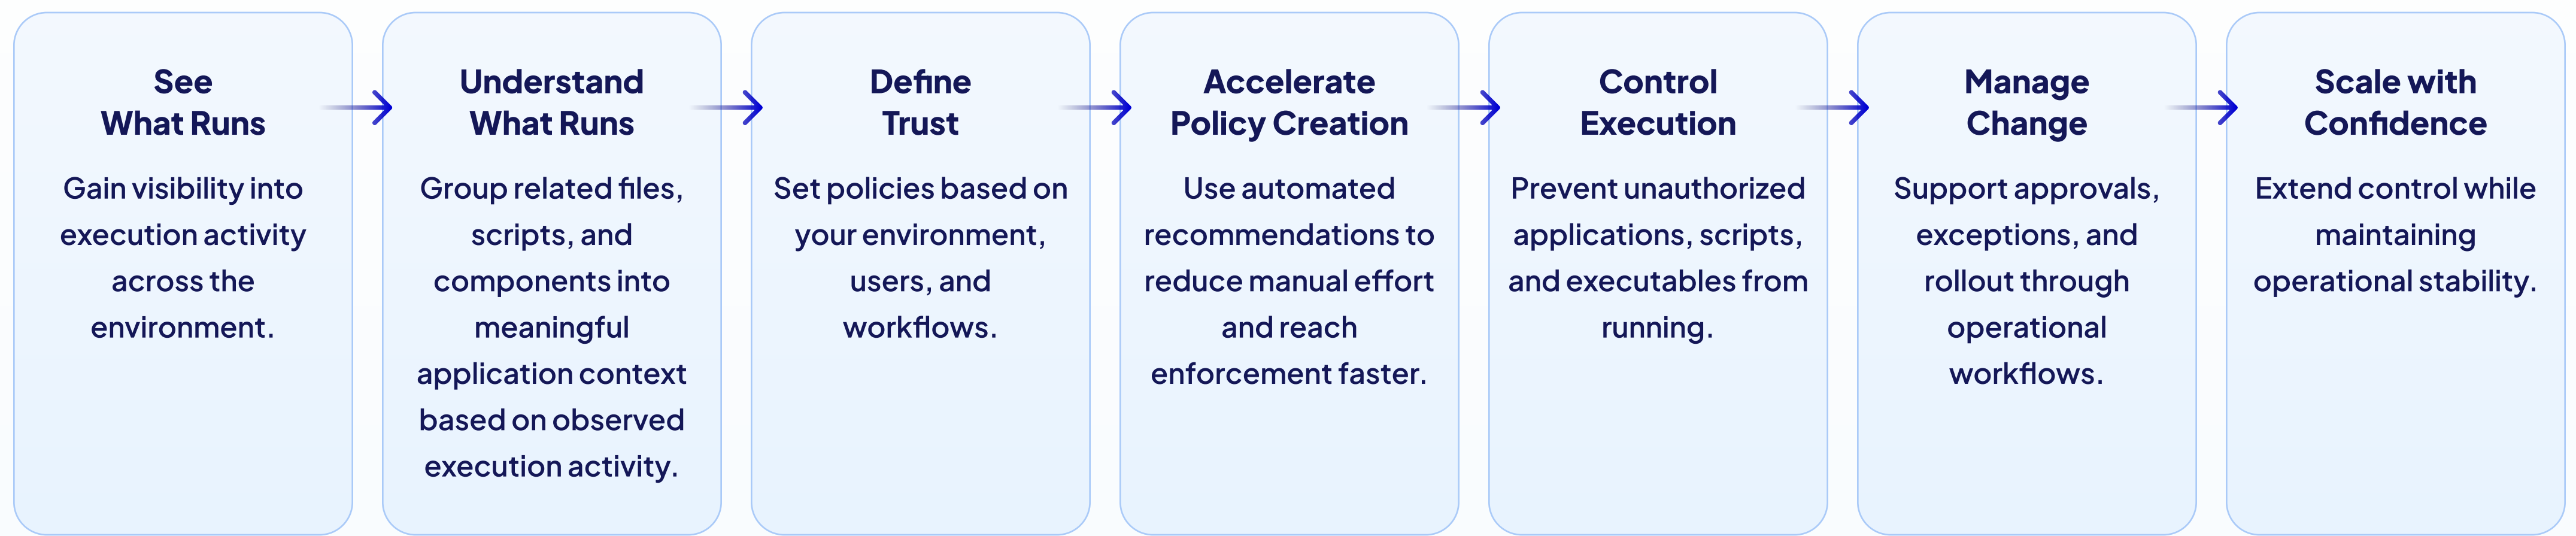 See
What Runs
Gain visibility into
execution activity
across the
environment.
Understand
What Runs
Group related files,
scripts, and
components into
meaningful
application context
based on observed
execution activity.
Define
Trust
Set policies based on
your environment,
users, and
workflows.
Accelerate
Policy Creation
Use automated
recommendations to
reduce manual effort
and reach
enforcement faster.
Control
Execution
Prevent unauthorized
applications, scripts,
and executables from
running.
Manage
Change
Support approvals,
exceptions, and
rollout through
operational
workflows.
Scale with
Confidence
Extend control while
maintaining
operational stability.